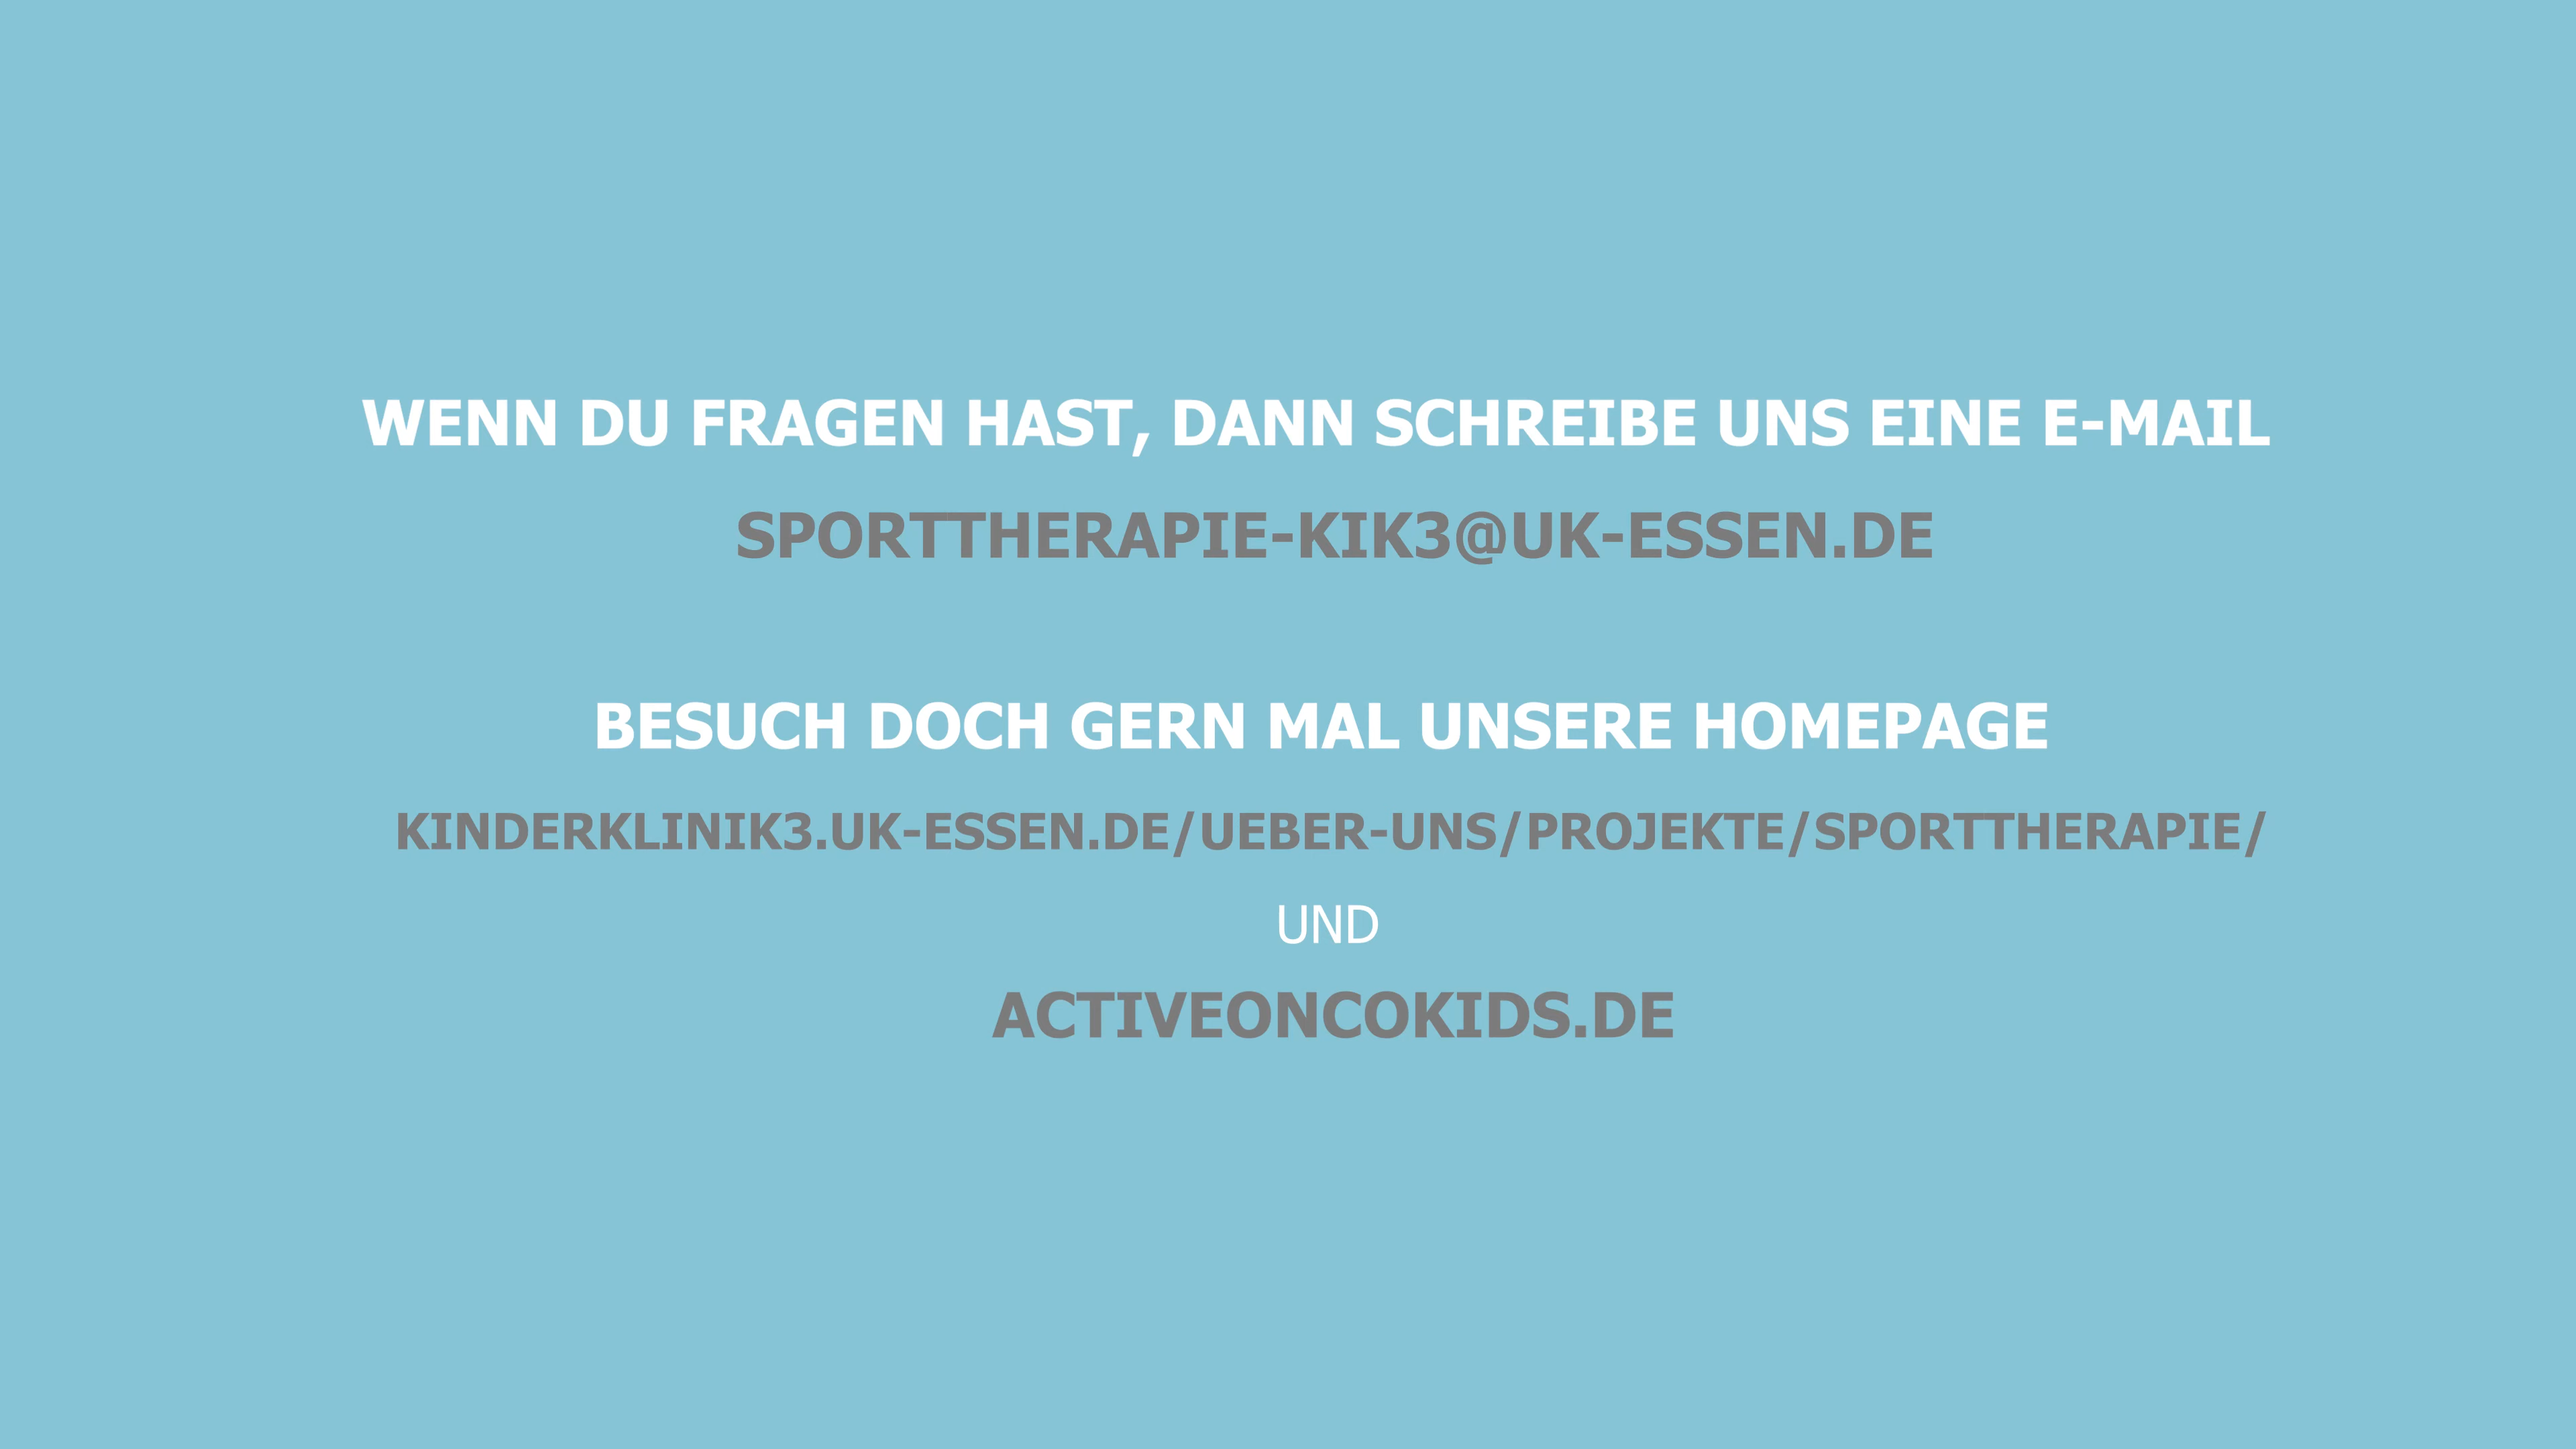 WENN DU FRAGEN HAST, DANN SCHREIBE UNS EINE E-MAIL
SPORTTHERAPIE-KIK3@UK-ESSEN.DE
BESUCH DOCH GERN MAL UNSERE HOMEPAGE
KINDERKLINIK3.UK-ESSEN.DE/UEBER-UNS/PROJEKTE/SPORTTHERAPIE/
UND
ACTIVEONCOKIDS.DE